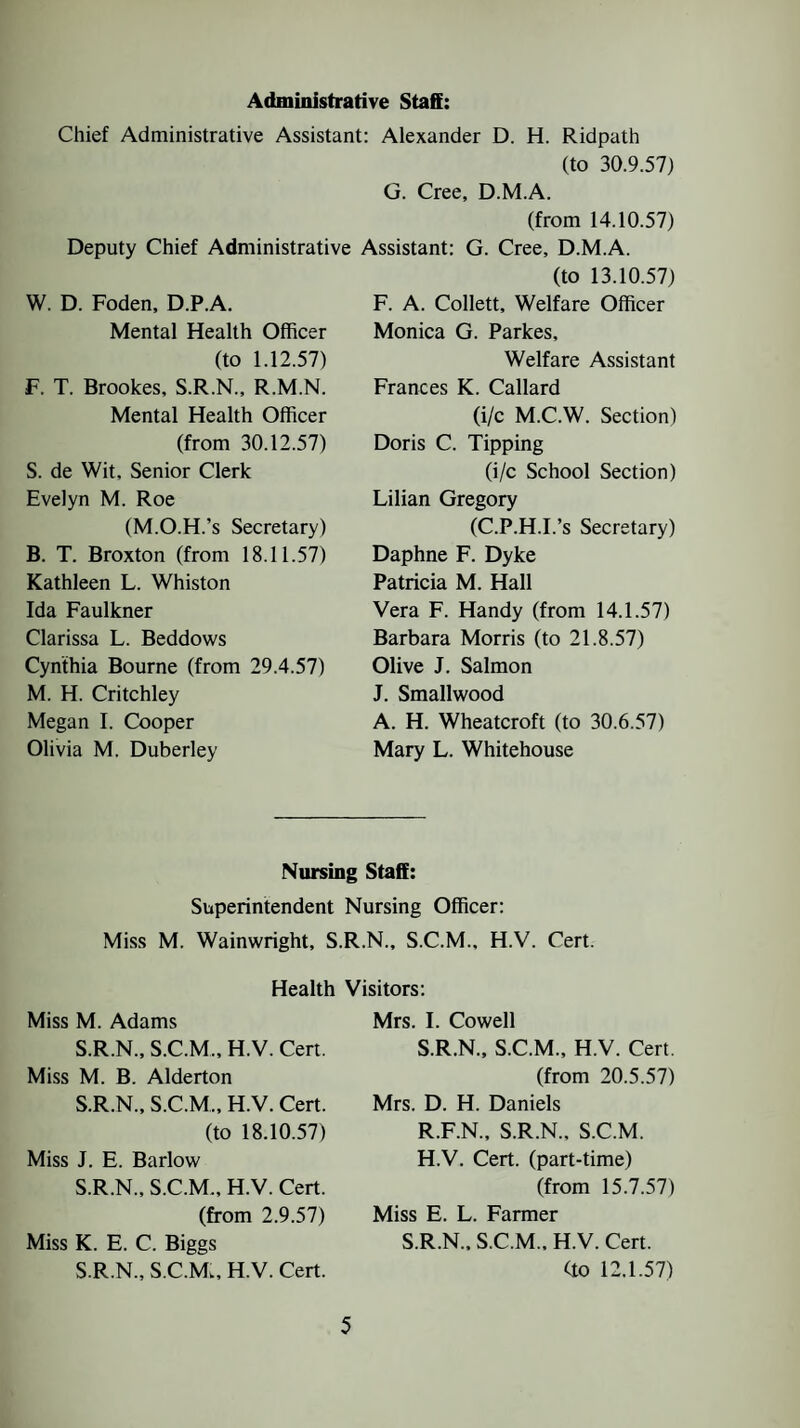 Administrative Staff:
Chief Administrative Assistant: Alexander D. H. Ridpath
(to 30.9.57)
G. Cree, D.M.A.
(from 14.10.57)
Deputy Chief Administrative Assistant: G. Cree, D.M.A.
(to 13.10.57)
W. D. Foden, D.P.A.
Mental Health Officer
(to 1.12.57)
F. T. Brookes, S.R.N., R.M.N.
Mental Health Officer
(from 30.12.57)
S. de Wit, Senior Clerk
Evelyn M. Roe
(M.O.H.'s Secretary)
B. T. Broxton (from 18.11.57)
Kathleen L. Whiston
Ida Faulkner
Clarissa L. Beddows
Cynthia Bourne (from 29.4.57)
M. H. Critchley
Megan I. Cooper
Olivia M. Duberley
F. A. Collett, Welfare Officer
Monica G. Parkes,
Welfare Assistant
Frances K. Callard
(i/c M.C.W. Section)
Doris C. Tipping
(i/c School Section)
Lilian Gregory
(C.P.H.I.'s Secretary)
Daphne F. Dyke
Patricia M. Hall
Vera F. Handy (from 14.1.57)
Barbara Morris (to 21.8.57)
Olive J. Salmon
J. Smallwood
A. H. Wheatcroft (to 30.6.57)
Mary L. Whitehouse
Nursing Staff:
Superintendent Nursing Officer:
Miss M. Wainwright, S.R.N., S.C.M., H.V. Cert.
Health Visitors:
Miss M. Adams
S.R.N., S.C.M., H.V. Cert.
Miss M. B. Alderton
S.R.N., S.C.M., H.V. Cert.
(to 18.10.57)
Miss J. E. Barlow
S.R.N., S.C.M., H.V. Cert.
(from 2.9.57)
Miss K. E. C. Biggs
S.R.N., S.C.M., H.V. Cert.
Mrs. I. Cowell
S.R.N., S.C.M., H.V. Cert.
(from 20.5.57)
Mrs. D. H. Daniels
R.F.N., S.R.N., S.C.M.
H.V. Cert. (part-time)
(from 15.7.57)
Miss E. L. Farmer
S.R.N., S.C.M., H.V. Cert.
(to 12.1.57)
5